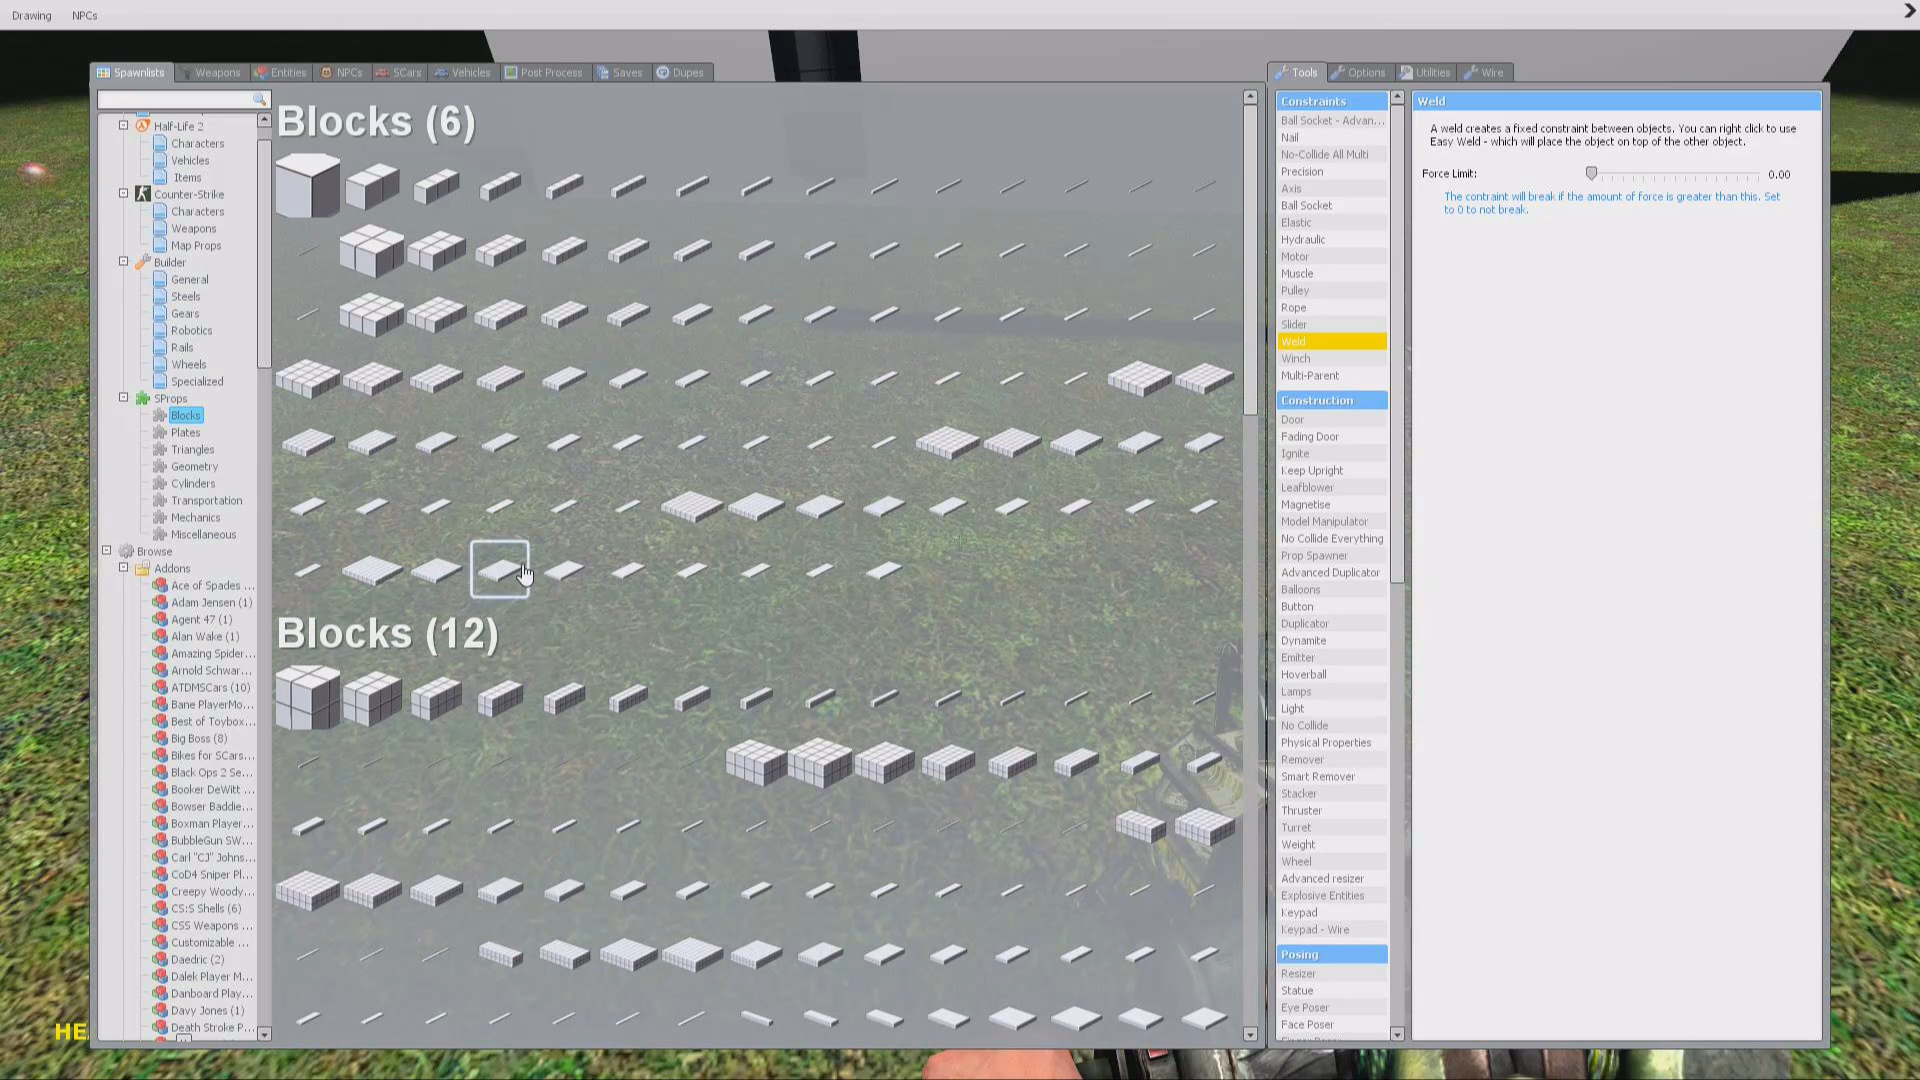 Drawing NPCs
Spawnlists Weapons Entities NPCs SCars Vehicles Post Process Saves Dupes
Tools Options Utilities Wire
Half-Life 2
Characters
Vehicles
Items
Counter-Strike
Characters
Weapons
Map Props
Builder
General
Steels
Gears
Robotics
Rails
Wheels
Specialized
SProps
Blocks
Plates
Triangles
Geometry
Cylinders
Transportation
Mechanics
Miscellaneous
Browse
Addons
Ace of Spades ...
Adam Jensen (1)
Agent 47 (1)
Alan Wake (1)
Amazing Spider...
Arnold Schwar...
ATDMSCars (10)
Bane PlayerMo...
Best of Toybox...
Big Boss (8)
Bikes for SCars...
Black Ops 2 Se...
Booker DeWitt ...
Bowser Baddie...
Boxman Player...
BubbleGun SW...
Carl "CJ" Johns...
CoD4 Sniper Pl...
Creepy Woody...
CS:S Shells (6)
CSS Weapons ...
Customizable ...
Daedric (2)
Dalek Player M...
Danboard Play...
Davy Jones (1)
Death Stroke P...
HE
Blocks (6)
Blocks (12)
Constraints
Ball Socket - Advan...
Nail
No-Collide All Multi
Precision
Axis
Ball Socket
Elastic
Hydraulic
Motor
Muscle
Pulley
Rope
Slider
Weld
Winch
Multi-Parent
Construction
Door
Fading Door
Ignite
Keep Upright
Leafblower
Magnetise
Model Manipulator
No Collide Everything
Prop Spawner
Advanced Duplicator
Balloons
Button
Duplicator
Dynamite
Emitter
Hoverball
Lamps
Light
No Collide
Physical Properties
Remover
Smart Remover
Stacker
Thruster
Turret
Weight
Wheel
Advanced resizer
Explosive Entities
Keypad
Keypad - Wire
Posing
Resizer
Statue
Eye Poser
Face Poser
Weld
A weld creates a fixed constraint between objects. You can right click to use
Easy Weld - which will place the object on top of the other object.
Force Limit: 0.00
The contraint will break if the amount of force is greater than this. Set
to 0 to not break.